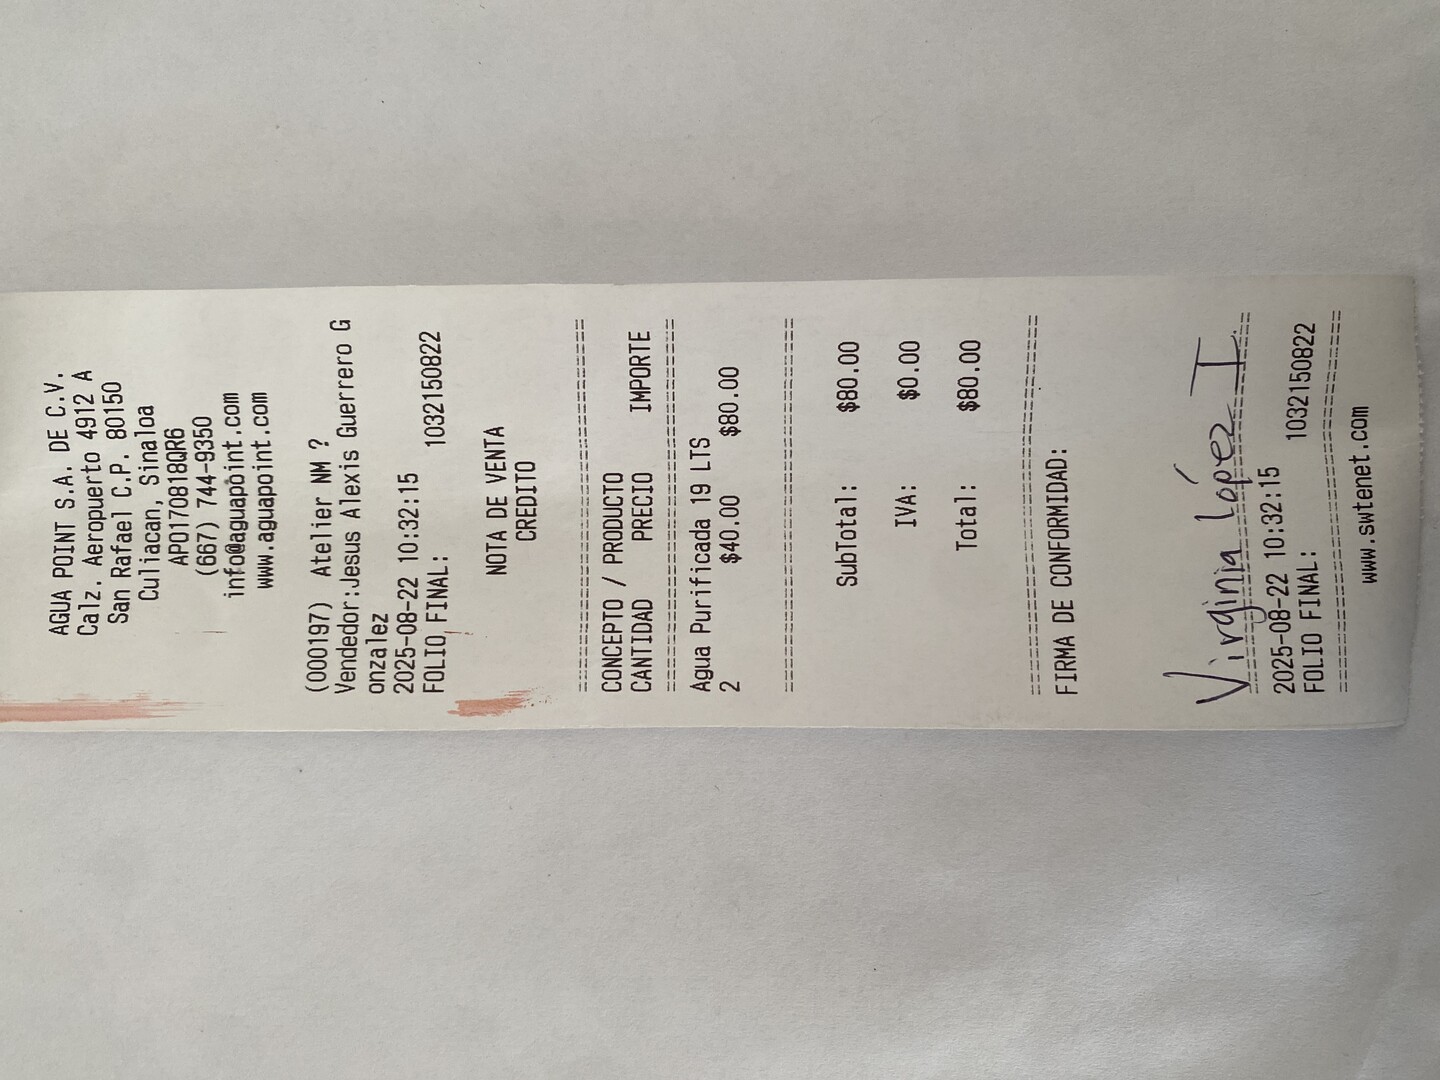 AGUA POINT S.A. DE C.V.
Calz. Aeropuerto 4912 A
San Rafael C.P. 80150
Culiacan, Sinaloa
APO170818QR6
(667) 744-9350
info@aguapoint.com
www.aguapoint.com
(000197) Atelier NM ?
Vendedor:Jesus Alexis Guerrero G
onzalez
2025-08-22 10:32:15
FOLIO FINAL: 1032150822
NOTA DE VENTA
CREDITO
================================
CONCEPTO / PRODUCTO
CANTIDAD PRECIO IMPORTE
================================
Agua Purificada 19 LTS
2 $40.00 $80.00
================================
SubTotal: $80.00
IVA: $0.00
Total: $80.00
================================
FIRMA DE CONFORMIDAD:
Virginia López I.
================================
2025-08-22 10:32:15
FOLIO FINAL: 1032150822
================================
www.swtenet.com